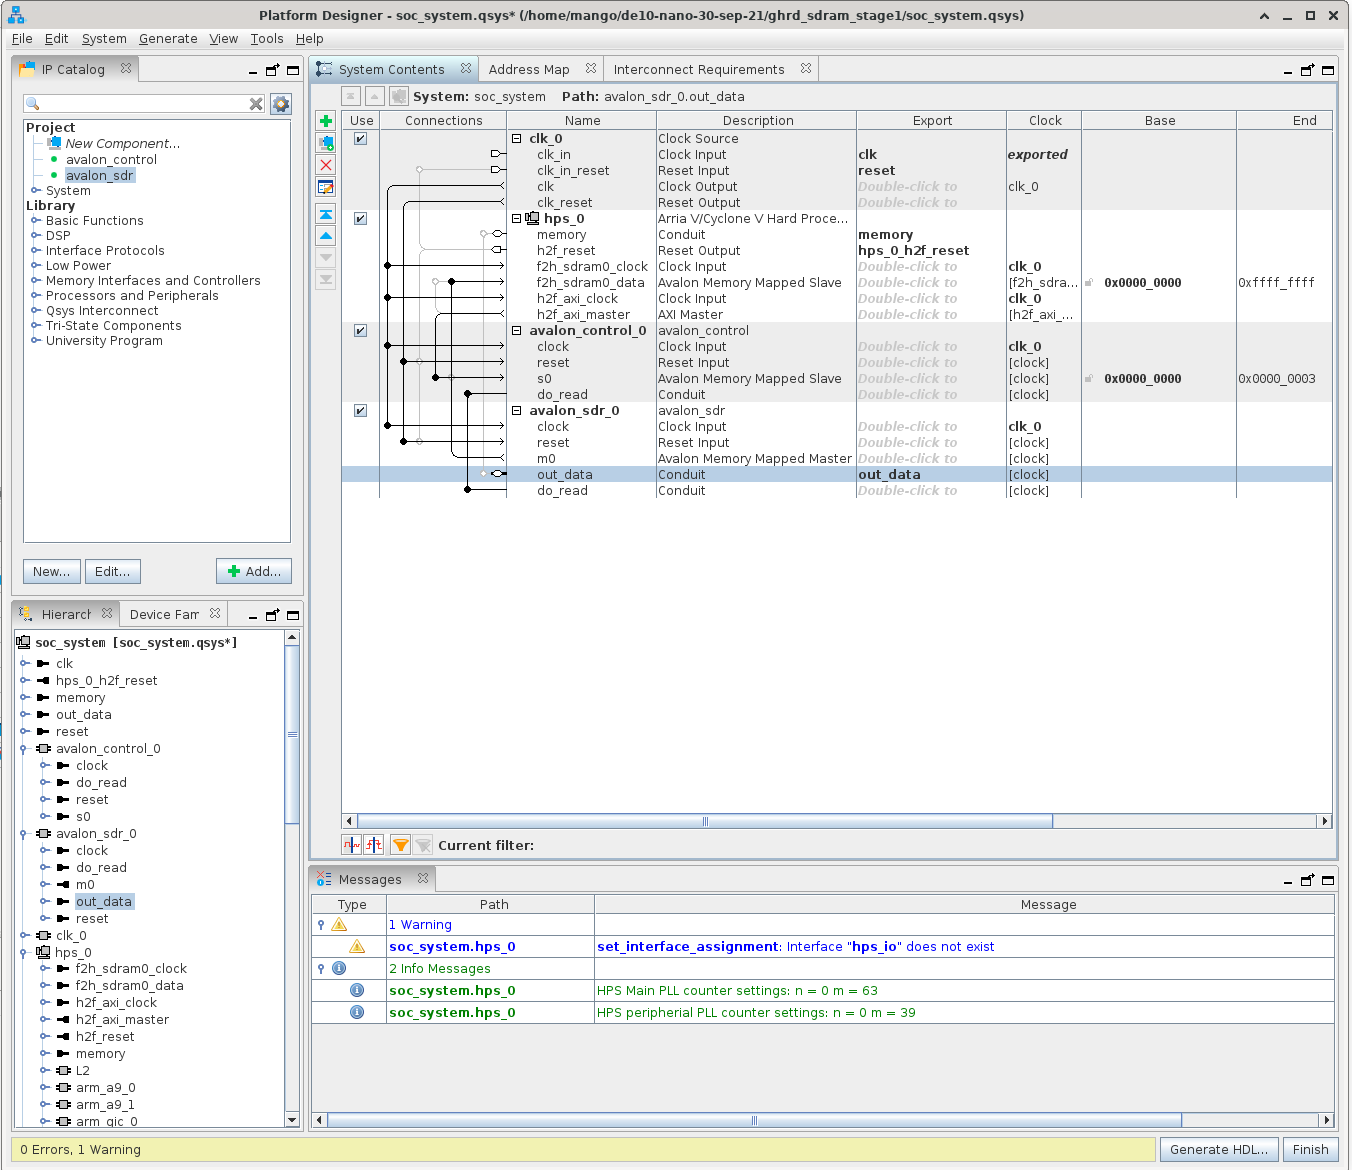 Platform Designer - soc_system.qsys* (/home/mango/de10-nano-30-sep-21/ghrd_sdram_stage1/soc_system.qsys)
File Edit System Generate View Tools Help
IP Catalog
Project
New Component...
avalon_control
avalon_sdr
System
Library
Basic Functions
DSP
Interface Protocols
Low Power
Memory Interfaces and Controllers
Processors and Peripherals
Qsys Interconnect
Tri-State Components
University Program
New... Edit... Add...
Hierarch Device Fam
soc_system [soc_system.qsys*]
clk
hps_0_h2f_reset
memory
out_data
reset
avalon_control_0
clock
do_read
reset
s0
avalon_sdr_0
clock
do_read
m0
out_data
reset
clk_0
hps_0
f2h_sdram0_clock
f2h_sdram0_data
h2f_axi_clock
h2f_axi_master
h2f_reset
memory
L2
arm_a9_0
arm_a9_1
arm_gic_0
System Contents Address Map Interconnect Requirements
System: soc_system Path: avalon_sdr_0.out_data
Use Connections Name Description Export Clock Base End
clk_0 Clock Source
clk_in Clock Input clk exported
clk_in_reset Reset Input reset
clk Clock Output Double-click to clk_0
clk_reset Reset Output Double-click to
hps_0 Arria V/Cyclone V Hard Proce...
memory Conduit memory
h2f_reset Reset Output hps_0_h2f_reset
f2h_sdram0_clock Clock Input Double-click to clk_0
f2h_sdram0_data Avalon Memory Mapped Slave Double-click to [f2h_sdra... 0x0000_0000 0xffff_ffff
h2f_axi_clock Clock Input Double-click to clk_0
h2f_axi_master AXI Master Double-click to [h2f_axi_...
avalon_control_0 avalon_control
clock Clock Input Double-click to clk_0
reset Reset Input Double-click to [clock]
s0 Avalon Memory Mapped Slave Double-click to [clock] 0x0000_0000 0x0000_0003
do_read Conduit Double-click to [clock]
avalon_sdr_0 avalon_sdr
clock Clock Input Double-click to clk_0
reset Reset Input Double-click to [clock]
m0 Avalon Memory Mapped Master Double-click to [clock]
out_data Conduit out_data [clock]
do_read Conduit Double-click to [clock]
Current filter:
Messages
Type Path Message
1 Warning
soc_system.hps_0 set_interface_assignment: Interface "hps_io" does not exist
2 Info Messages
soc_system.hps_0 HPS Main PLL counter settings: n = 0 m = 63
soc_system.hps_0 HPS peripherial PLL counter settings: n = 0 m = 39
0 Errors, 1 Warning
Generate HDL... Finish